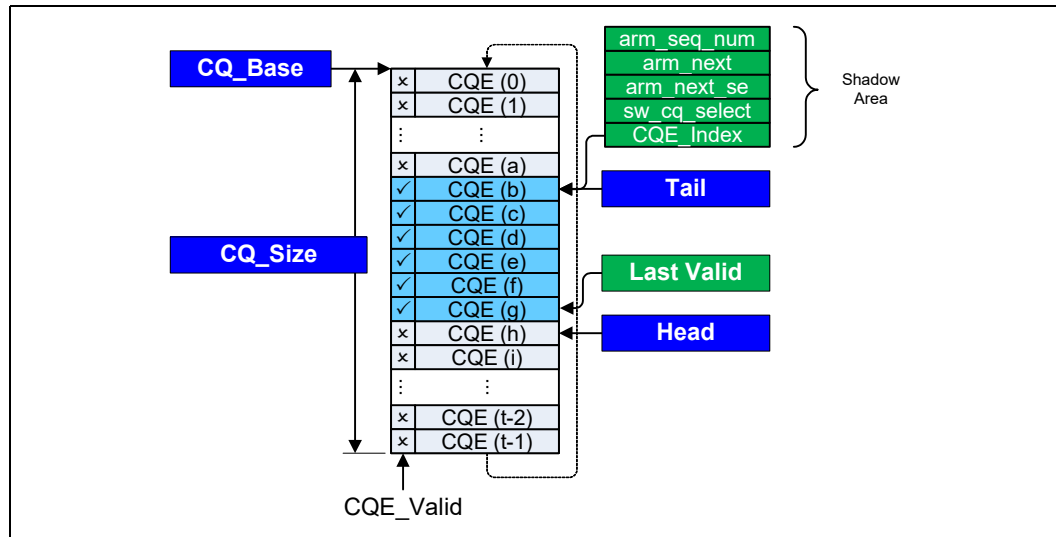 CQ_Base
CQ_Size
× CQE (0)
× CQE (1)
⋮ ⋮
× CQE (a)
✓ CQE (b)
✓ CQE (c)
✓ CQE (d)
✓ CQE (e)
✓ CQE (f)
✓ CQE (g)
× CQE (h)
× CQE (i)
⋮ ⋮
× CQE (t-2)
× CQE (t-1)
CQE_Valid
arm_seq_num
arm_next
arm_next_se
sw_cq_select
CQE_Index
Shadow
Area
Tail
Last Valid
Head